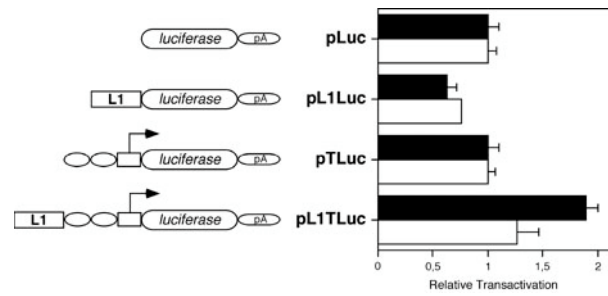 luciferase pA pLuc
L1 luciferase pA pL1Luc
luciferase pA pTLuc
L1 luciferase pA pL1TLuc
0 0,5 1 1,5 2
Relative Transactivation